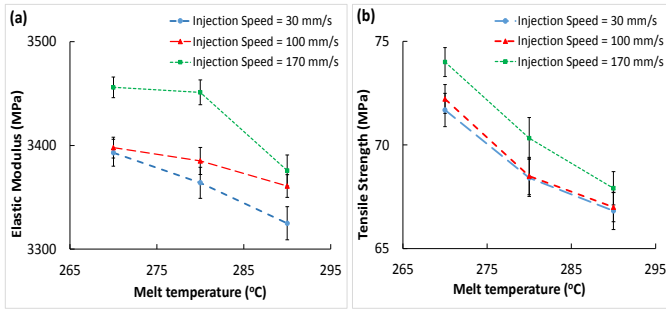 (a)
Injection Speed = 30 mm/s
Injection Speed = 100 mm/s
Injection Speed = 170 mm/s
3500
3400
3300
Elastic Modulus (MPa)
265
275
285
295
Melt temperature (°C)
(b)
Injection Speed = 30 mm/s
Injection Speed = 100 mm/s
Injection Speed = 170 mm/s
75
70
65
Tensile Strength (MPa)
265
275
285
295
Melt temperature (°C)